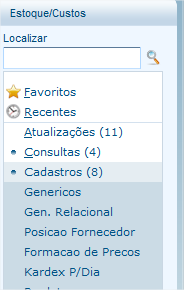 Estoque/Custos
Localizar
Favoritos
Recentes
Atualizações (11)
Consultas (4)
Cadastros (8)
Genericos
Gen. Relacional
Posicao Fornecedor
Formacao de Precos
Kardex P/Dia